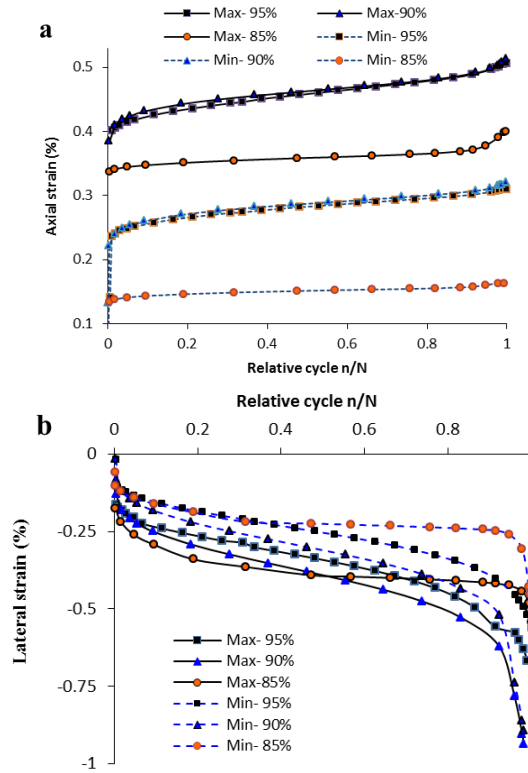 a
Max- 95%
Max-90%
Max- 85%
Min- 95%
Min- 90%
Min- 85%
Axial strain (%)
0.5
0.4
0.3
0.2
0.1
0
0.2
0.4
0.6
0.8
1
Relative cycle n/N
Relative cycle n/N
b
0
0.2
0.4
0.6
0.8
Lateral strain (%)
0
-0.25
-0.5
-0.75
-1
Max- 95%
Max- 90%
Max-85%
Min- 95%
Min- 90%
Min- 85%